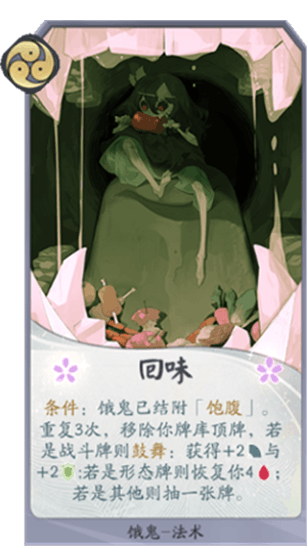 回味
条件：饿鬼已结附「饱腹」。
重复3次，移除你牌库顶牌，若
是战斗牌则鼓舞：获得+2与
+2;若是形态牌则恢复你4；
若是其他则抽一张牌。
饿鬼-法术